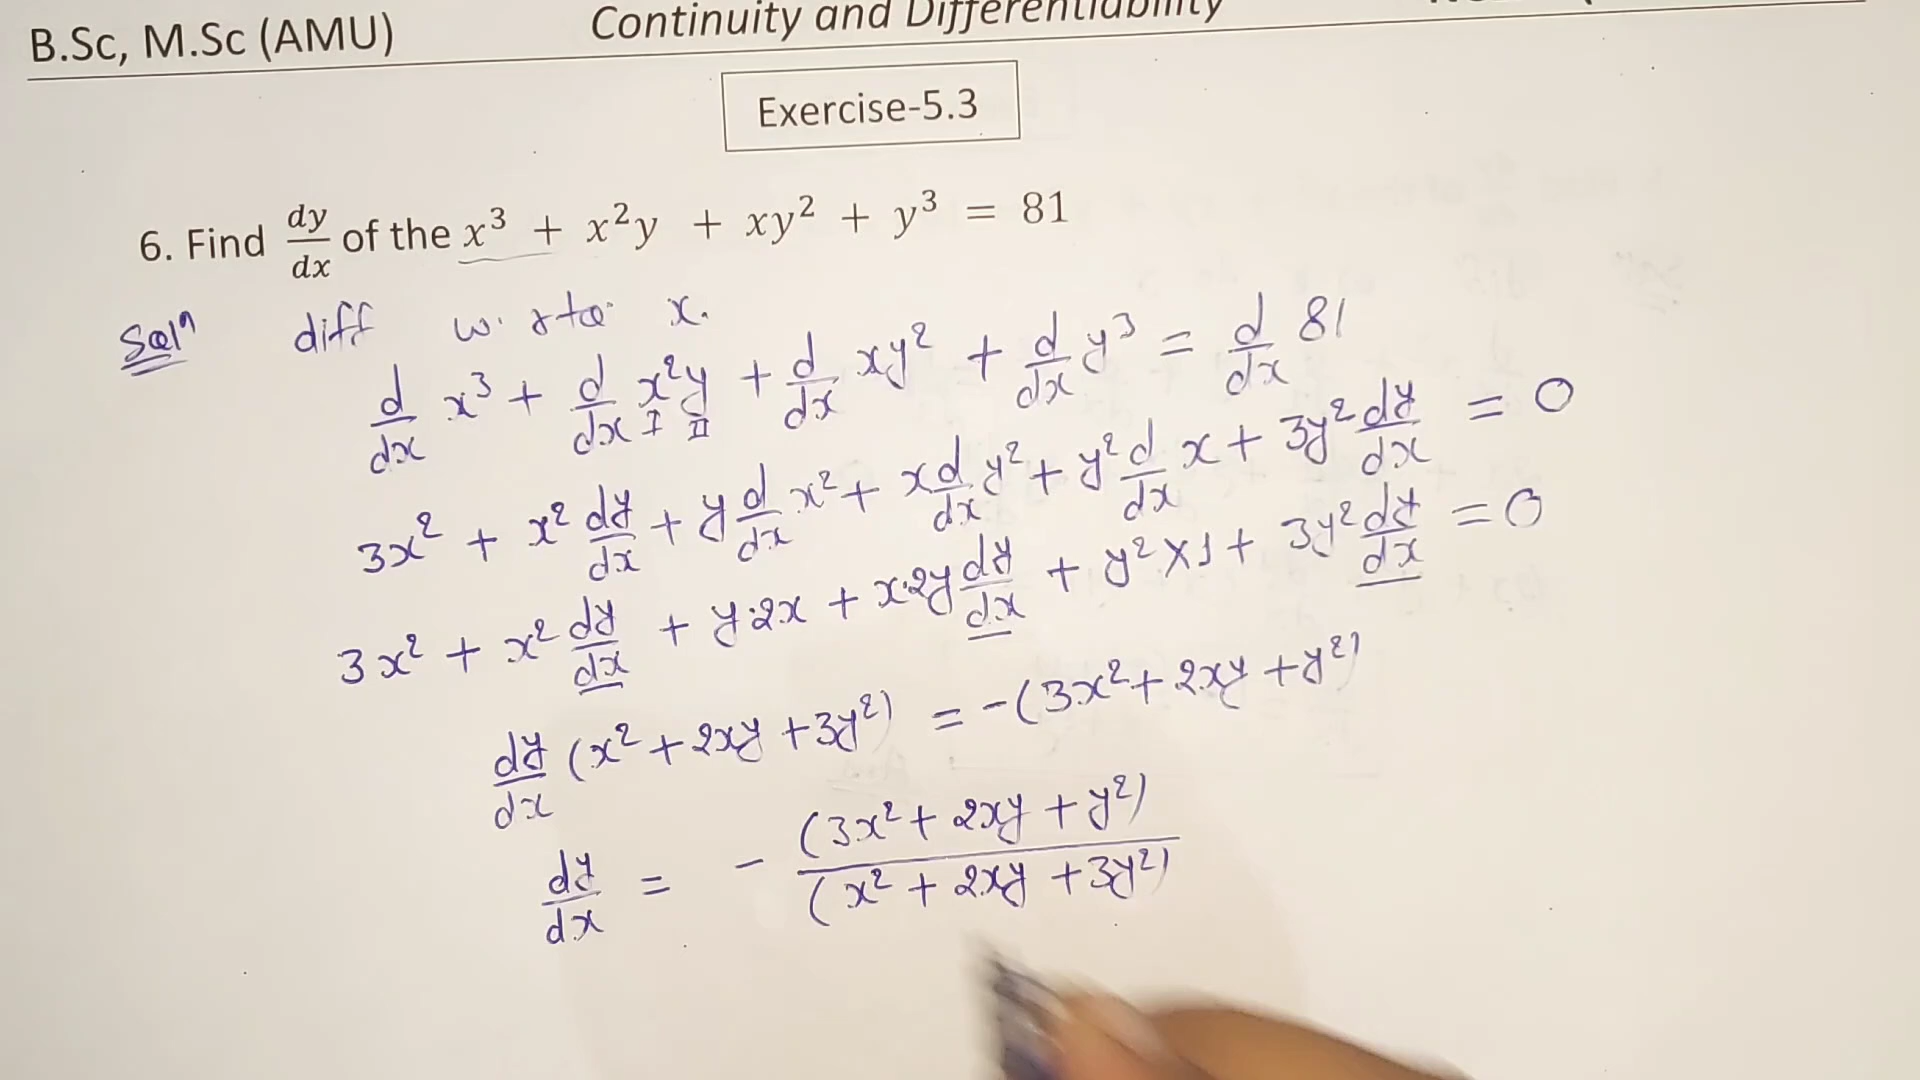 B.Sc, M.Sc (AMU) Continuity and Differentiability
Exercise-5.3
6. Find dy/dx of the x³ + x²y + xy² + y³ = 81
Solⁿ diff w.r to x.
d/dx x³ + d/dx x²y + d/dx xy² + d/dx y³ = d/dx 81
I II
3x² + x² dy/dx + y d/dx x² + x d/dx y² + y² d/dx x + 3y² dy/dx = 0
3x² + x² dy/dx + y·2x + x·2y dy/dx + y² × 1 + 3y² dy/dx = 0
dy/dx (x² + 2xy + 3y²) = -(3x² + 2xy + y²)
dy/dx = - (3x² + 2xy + y²)/(x² + 2xy + 3y²)